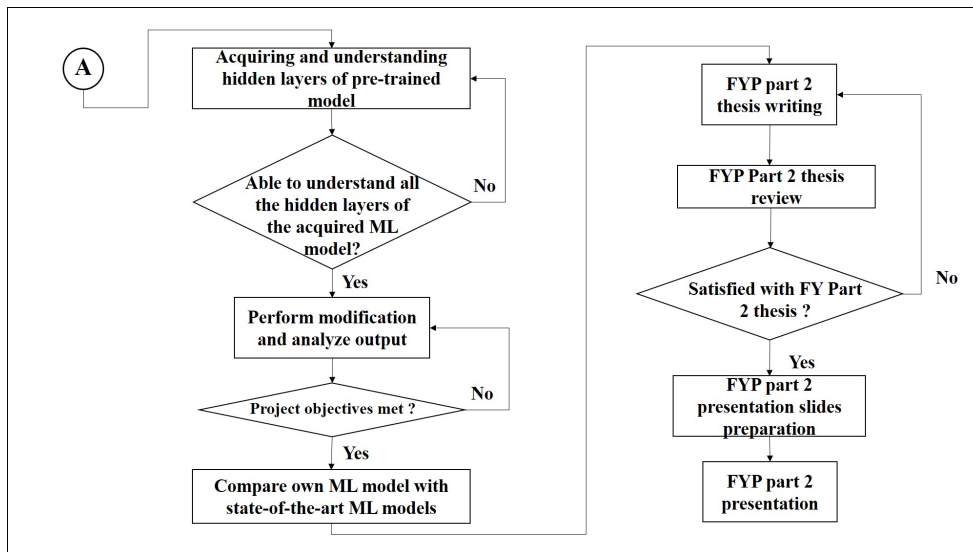 A
Acquiring and understanding
hidden layers of pre-trained
model
Able to understand all
the hidden layers of
the acquired ML
model?
No
Yes
Perform modification
and analyze output
No
Project objectives met ?
Yes
Compare own ML model with
state-of-the-art ML models
FYP part 2
thesis writing
FYP Part 2 thesis
review
Satisfied with FY Part
2 thesis ?
No
Yes
FYP part 2
presentation slides
preparation
FYP part 2
presentation